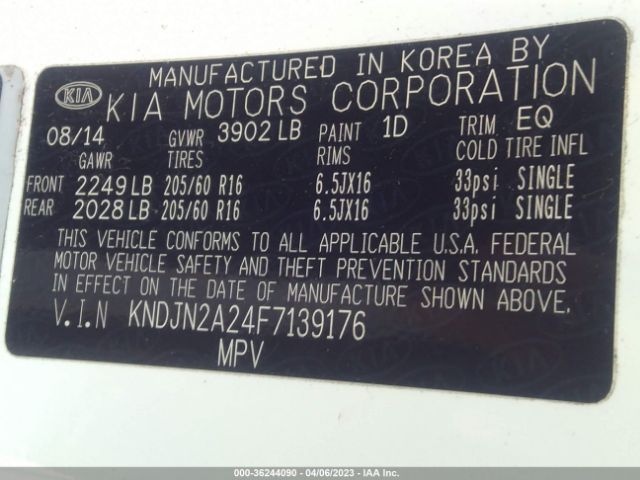 MANUFACTURED IN KOREA BY
KIA KIA MOTORS CORPORATION
08/14 GVWR 3902 LB PAINT 1D TRIM EQ
GAWR TIRES RIMS COLD TIRE INFL
FRONT 2249 LB 205/60 R16 6.5JX16 33psi SINGLE
REAR 2028 LB 205/60 R16 6.5JX16 33psi SINGLE
THIS VEHICLE CONFORMS TO ALL APPLICABLE U.S.A. FEDERAL
MOTOR VEHICLE SAFETY AND THEFT PREVENTION STANDARDS
IN EFFECT ON THE DATE OF MANUFACTURE SHOWN ABOVE.
V.I.N KNDJN2A24F7139176
MPV
000-36244090 - 04/06/2023 - IAAI.COM